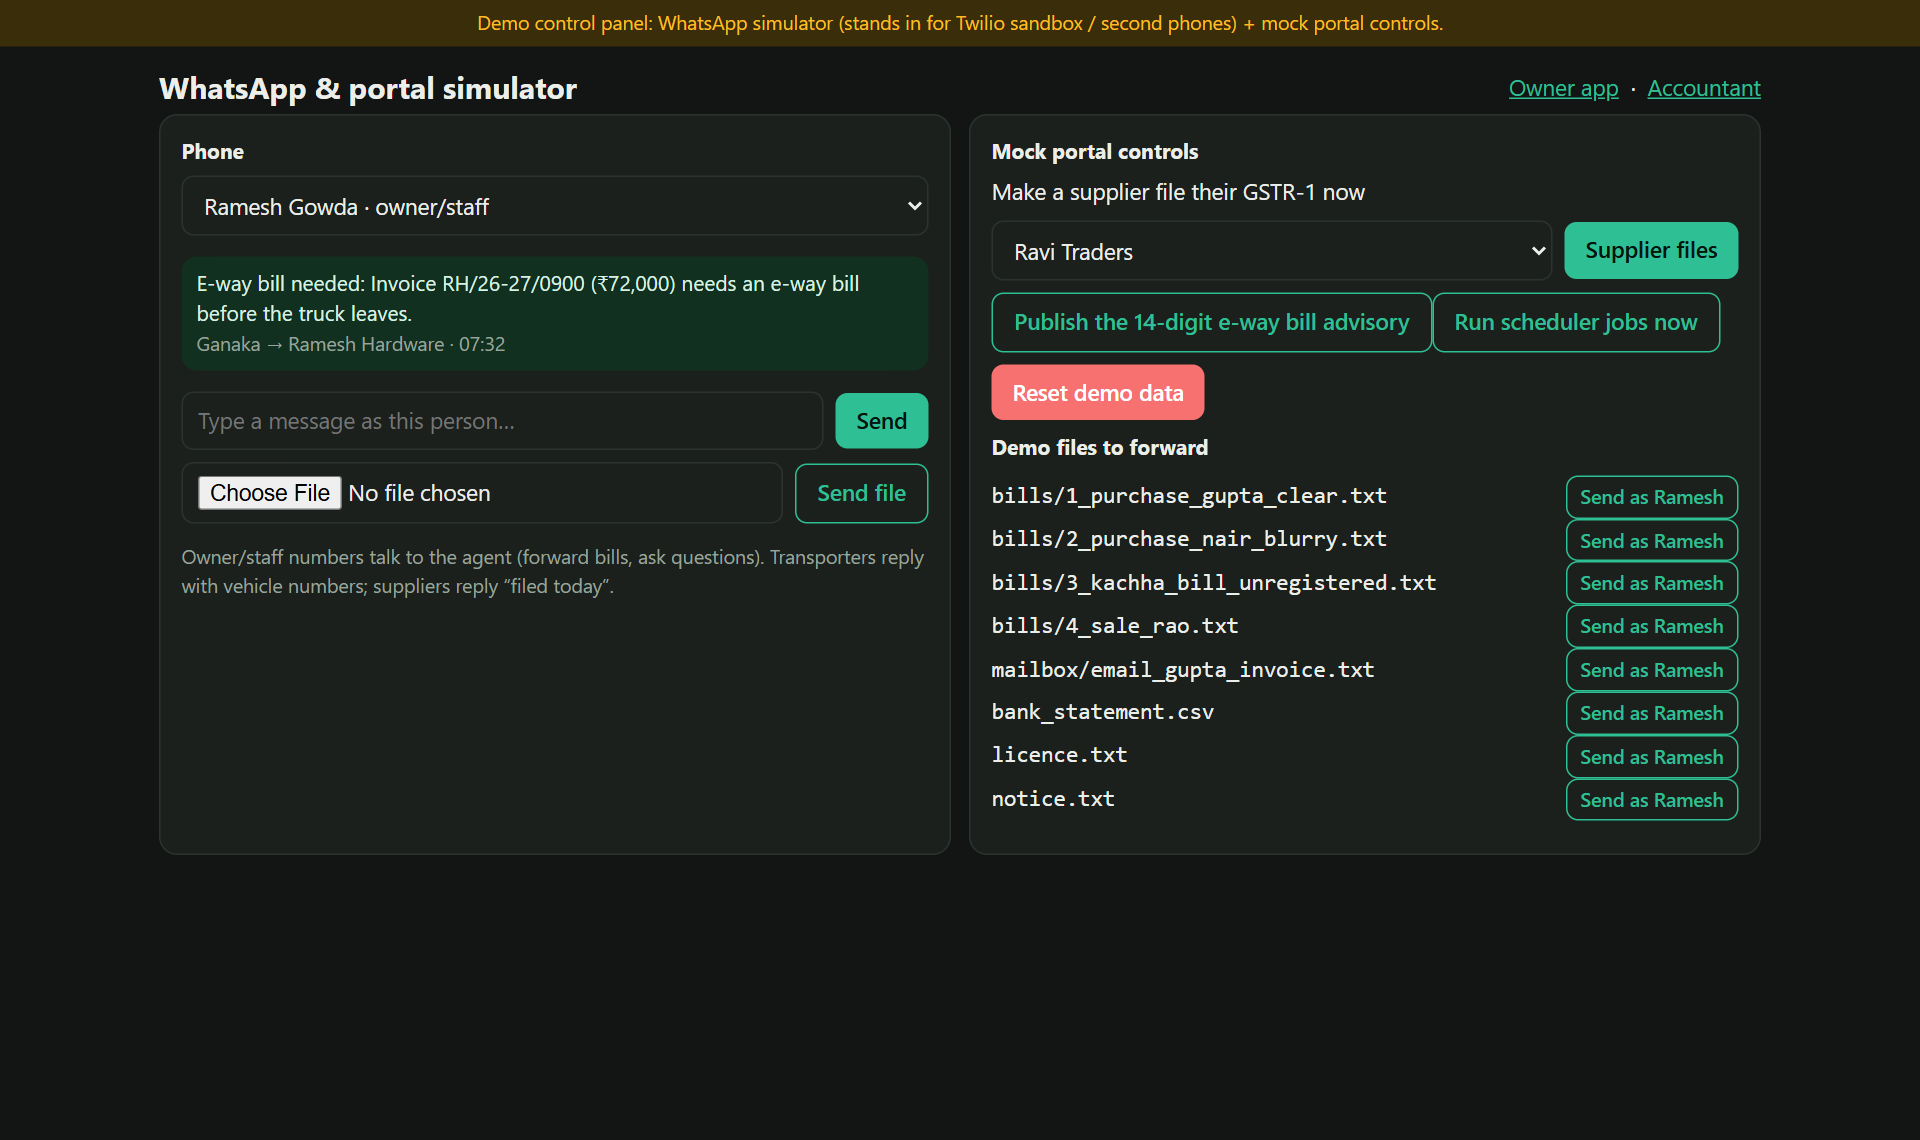 Demo control panel: WhatsApp simulator (stands in for Twilio sandbox / second phones) + mock portal controls.
WhatsApp & portal simulator
Owner app · Accountant
Phone
Ramesh Gowda · owner/staff
E-way bill needed: Invoice RH/26-27/0900 (₹72,000) needs an e-way bill
before the truck leaves.
Ganaka → Ramesh Hardware · 07:32
Type a message as this person...
Send
Choose File No file chosen
Send file
Owner/staff numbers talk to the agent (forward bills, ask questions). Transporters reply
with vehicle numbers; suppliers reply “filed today”.
Mock portal controls
Make a supplier file their GSTR-1 now
Ravi Traders
Supplier files
Publish the 14-digit e-way bill advisory
Run scheduler jobs now
Reset demo data
Demo files to forward
bills/1_purchase_gupta_clear.txt Send as Ramesh
bills/2_purchase_nair_blurry.txt Send as Ramesh
bills/3_kachha_bill_unregistered.txt Send as Ramesh
bills/4_sale_rao.txt Send as Ramesh
mailbox/email_gupta_invoice.txt Send as Ramesh
bank_statement.csv Send as Ramesh
licence.txt Send as Ramesh
notice.txt Send as Ramesh